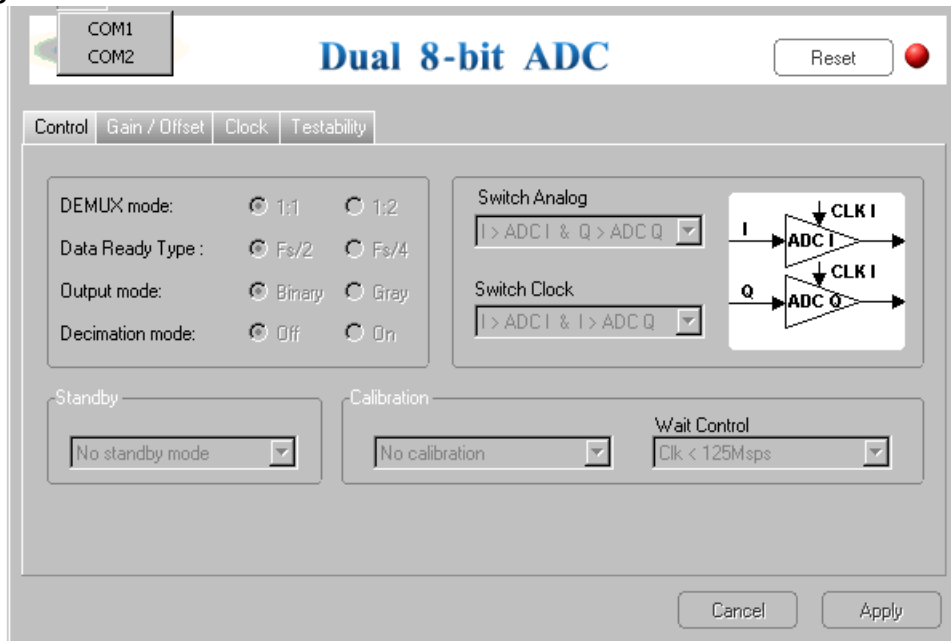 COM1
COM2
Dual 8-bit ADC
Reset
Control Gain / Offset Clock Testability
DEMUX mode: 1:1 1:2
Data Ready Type : Fs/2 Fs/4
Output mode: Binary Gray
Decimation mode: Off On
Switch Analog
I > ADC I & Q > ADC Q
Switch Clock
I > ADC I & I > ADC Q
CLK I
I
ADC I
CLK I
Q
ADC Q
Standby
No standby mode
Calibration
No calibration
Wait Control
Clk < 125Msps
Cancel Apply